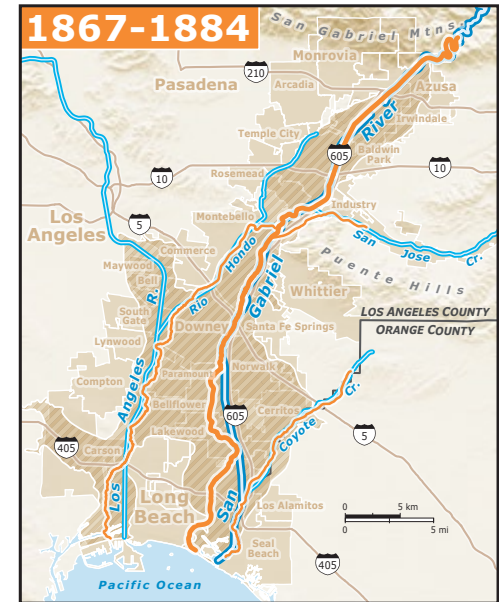 1867-1884
San Gabriel Mtns.
Monrovia
210
Pasadena
Arcadia
Azusa
Irwindale
Temple City
River
605
Baldwin
Park
10
10
Rosemead
Los
Angeles
5
Montebello
Industry
San Jose Cr.
Commerce
Rio Hondo
Maywood
Bell
R.
Gabriel
Puente Hills
Whittier
South
Gate
LOS ANGELES COUNTY
ORANGE COUNTY
Downey
Santa Fe Springs
Lynwood
Paramount
Norwalk
Compton
Angeles
Bellflower
605
Cerritos
Coyote Cr.
5
Lakewood
405
Carson
Los
Long
Beach
San
Los Alamitos
0 5 km
0 5 mi
Seal
Beach
405
Pacific Ocean